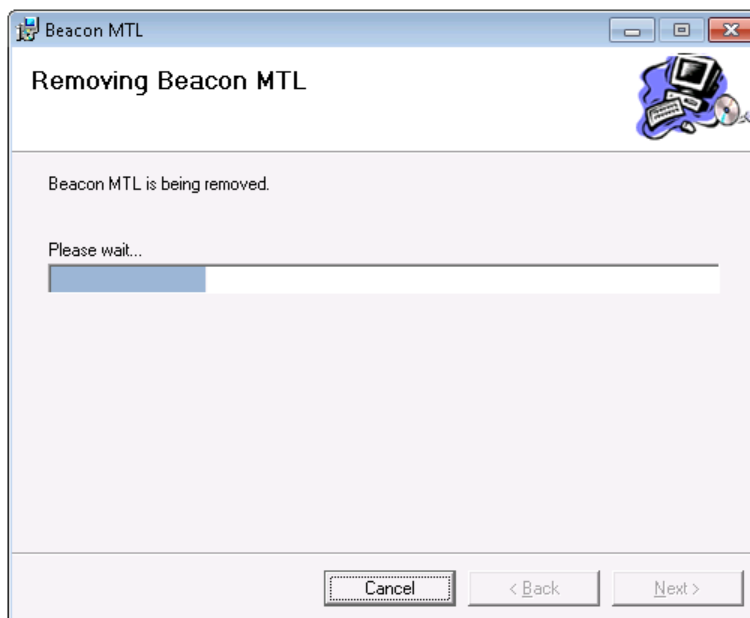 Beacon MTL
Removing Beacon MTL
Beacon MTL is being removed.
Please wait...
Cancel
< Back
Next >